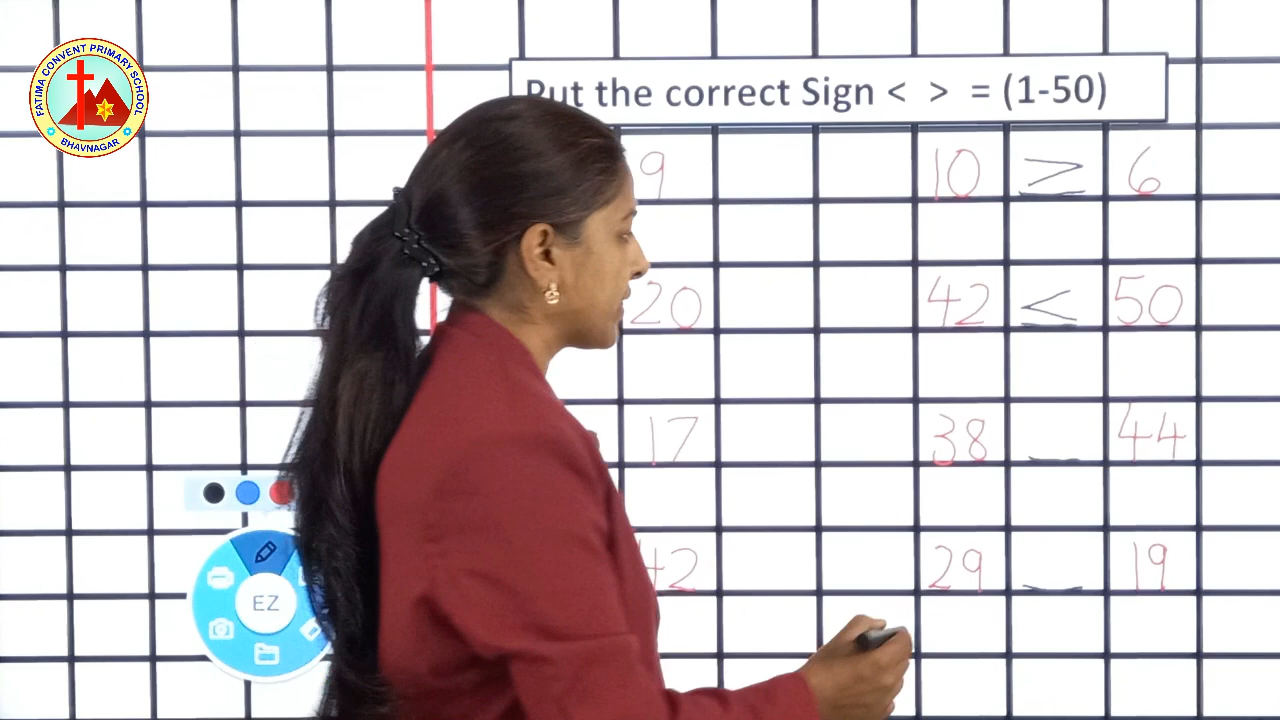 FATIMA CONVENT PRIMARY SCHOOL
BHAVNAGAR
Put the correct Sign < > = (1-50)
9 10 > 6
20 42 < 50
17 38 _ 44
42 29 _ 19
EZ